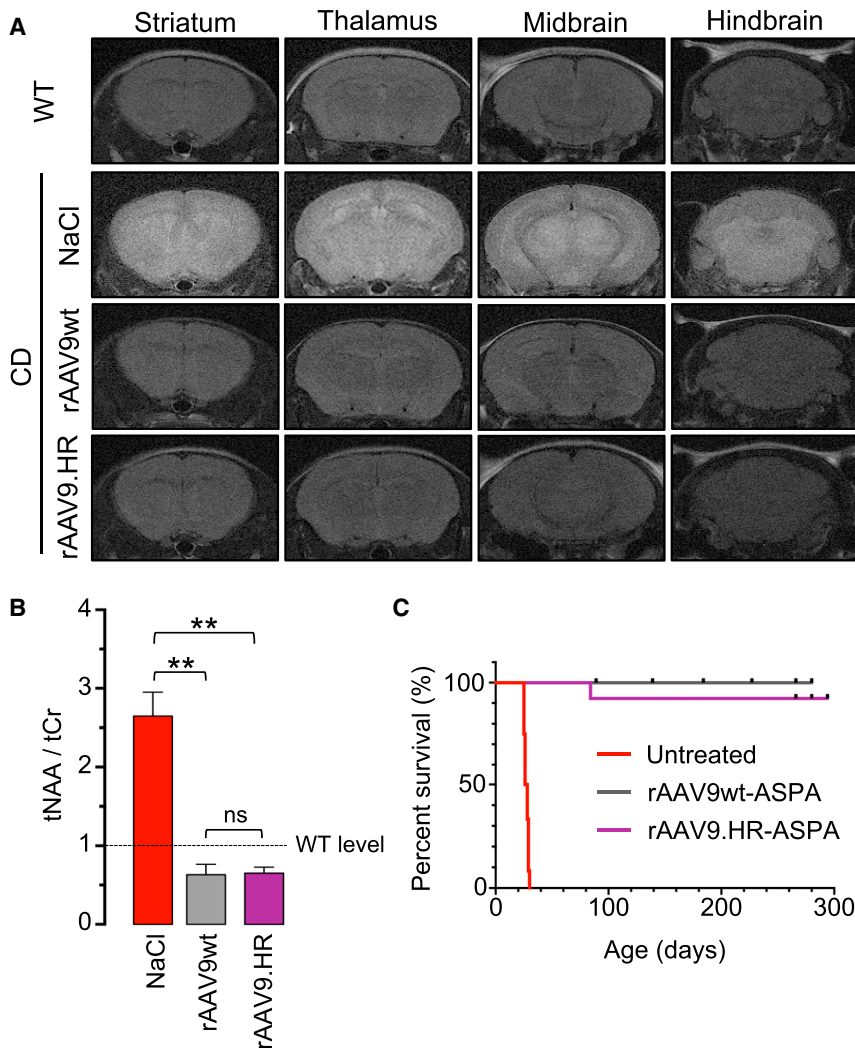 A
Striatum Thalamus Midbrain Hindbrain
WT
CD
NaCl
rAAV9wt
rAAV9.HR
B
4
3
2
1
0
tNAA / tCr
**
**
ns
WT level
NaCl
rAAV9wt
rAAV9.HR
C
Percent survival (%)
100
50
0
Untreated
rAAV9wt-ASPA
rAAV9.HR-ASPA
0 100 200 300
Age (days)